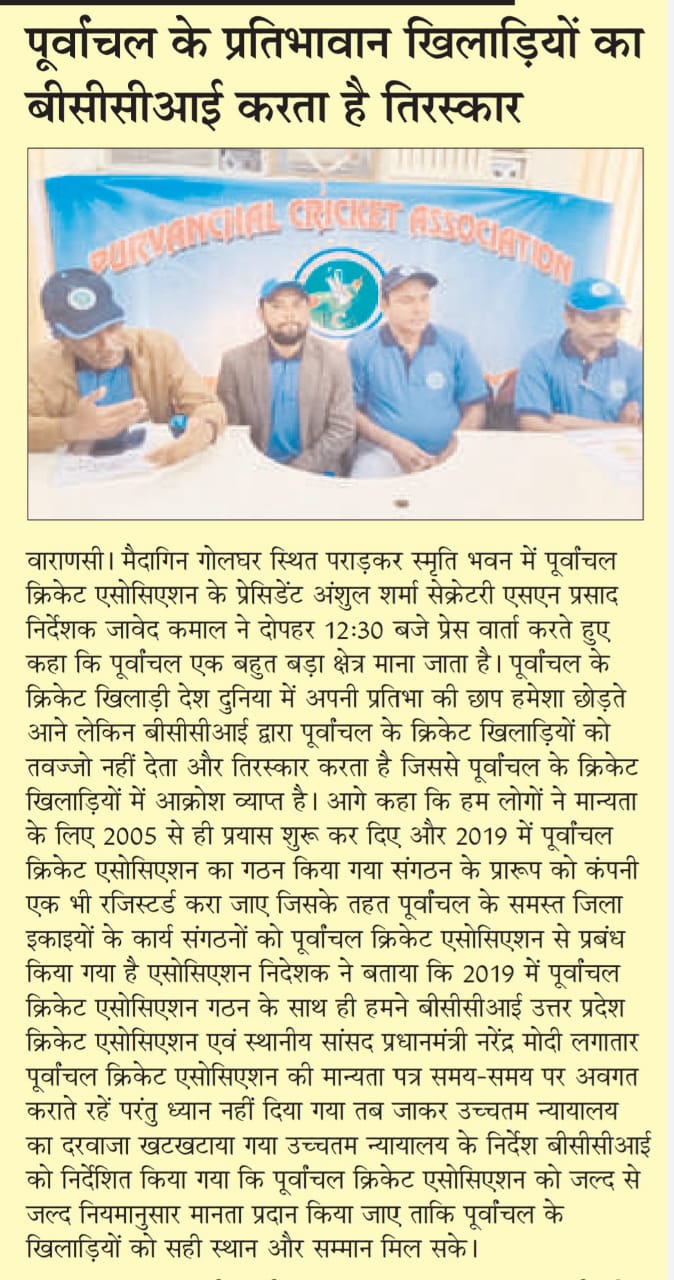 पूर्वांचल के प्रतिभावान खिलाड़ियों का
बीसीसीआई करता है तिरस्कार
PURVANCHAL CRICKET ASSOCIATION
वाराणसी। मैदागिन गोलघर स्थित पराड़कर स्मृति भवन में पूर्वांचल
क्रिकेट एसोसिएशन के प्रेसिडेंट अंशुल शर्मा सेक्रेटरी एसएन प्रसाद
निर्देशक जावेद कमाल ने दोपहर 12:30 बजे प्रेस वार्ता करते हुए
कहा कि पूर्वांचल एक बहुत बड़ा क्षेत्र माना जाता है। पूर्वांचल के
क्रिकेट खिलाड़ी देश दुनिया में अपनी प्रतिभा की छाप हमेशा छोड़ते
आने लेकिन बीसीसीआई द्वारा पूर्वांचल के क्रिकेट खिलाड़ियों को
तवज्जो नहीं देता और तिरस्कार करता है जिससे पूर्वांचल के क्रिकेट
खिलाड़ियों में आक्रोश व्याप्त है। आगे कहा कि हम लोगों ने मान्यता
के लिए 2005 से ही प्रयास शुरू कर दिए और 2019 में पूर्वांचल
क्रिकेट एसोसिएशन का गठन किया गया संगठन के प्रारूप को कंपनी
एक भी रजिस्टर्ड करा जाए जिसके तहत पूर्वांचल के समस्त जिला
इकाइयों के कार्य संगठनों को पूर्वांचल क्रिकेट एसोसिएशन से प्रबंध
किया गया है एसोसिएशन निदेशक ने बताया कि 2019 में पूर्वांचल
क्रिकेट एसोसिएशन गठन के साथ ही हमने बीसीसीआई उत्तर प्रदेश
क्रिकेट एसोसिएशन एवं स्थानीय सांसद प्रधानमंत्री नरेंद्र मोदी लगातार
पूर्वांचल क्रिकेट एसोसिएशन की मान्यता पत्र समय-समय पर अवगत
कराते रहें परंतु ध्यान नहीं दिया गया तब जाकर उच्चतम न्यायालय
का दरवाजा खटखटाया गया उच्चतम न्यायालय के निर्देश बीसीसीआई
को निर्देशित किया गया कि पूर्वांचल क्रिकेट एसोसिएशन को जल्द से
जल्द नियमानुसार मानता प्रदान किया जाए ताकि पूर्वांचल के
खिलाड़ियों को सही स्थान और सम्मान मिल सके।